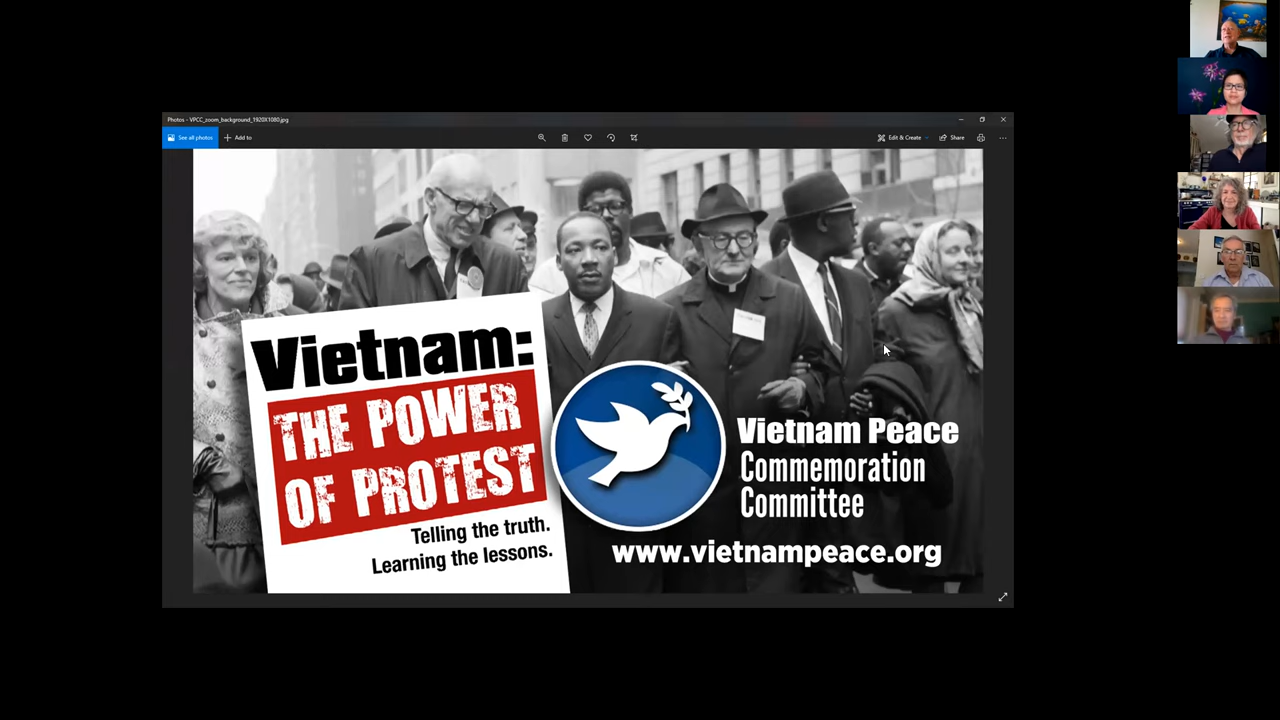 Photos - VPCC_zoom_background_1920X1080.jpg
See all photos
Add to
Edit & Create
Share
Vietnam:
THE POWER
OF PROTEST
Telling the truth.
Learning the lessons.
Vietnam Peace
Commemoration
Committee
www.vietnampeace.org